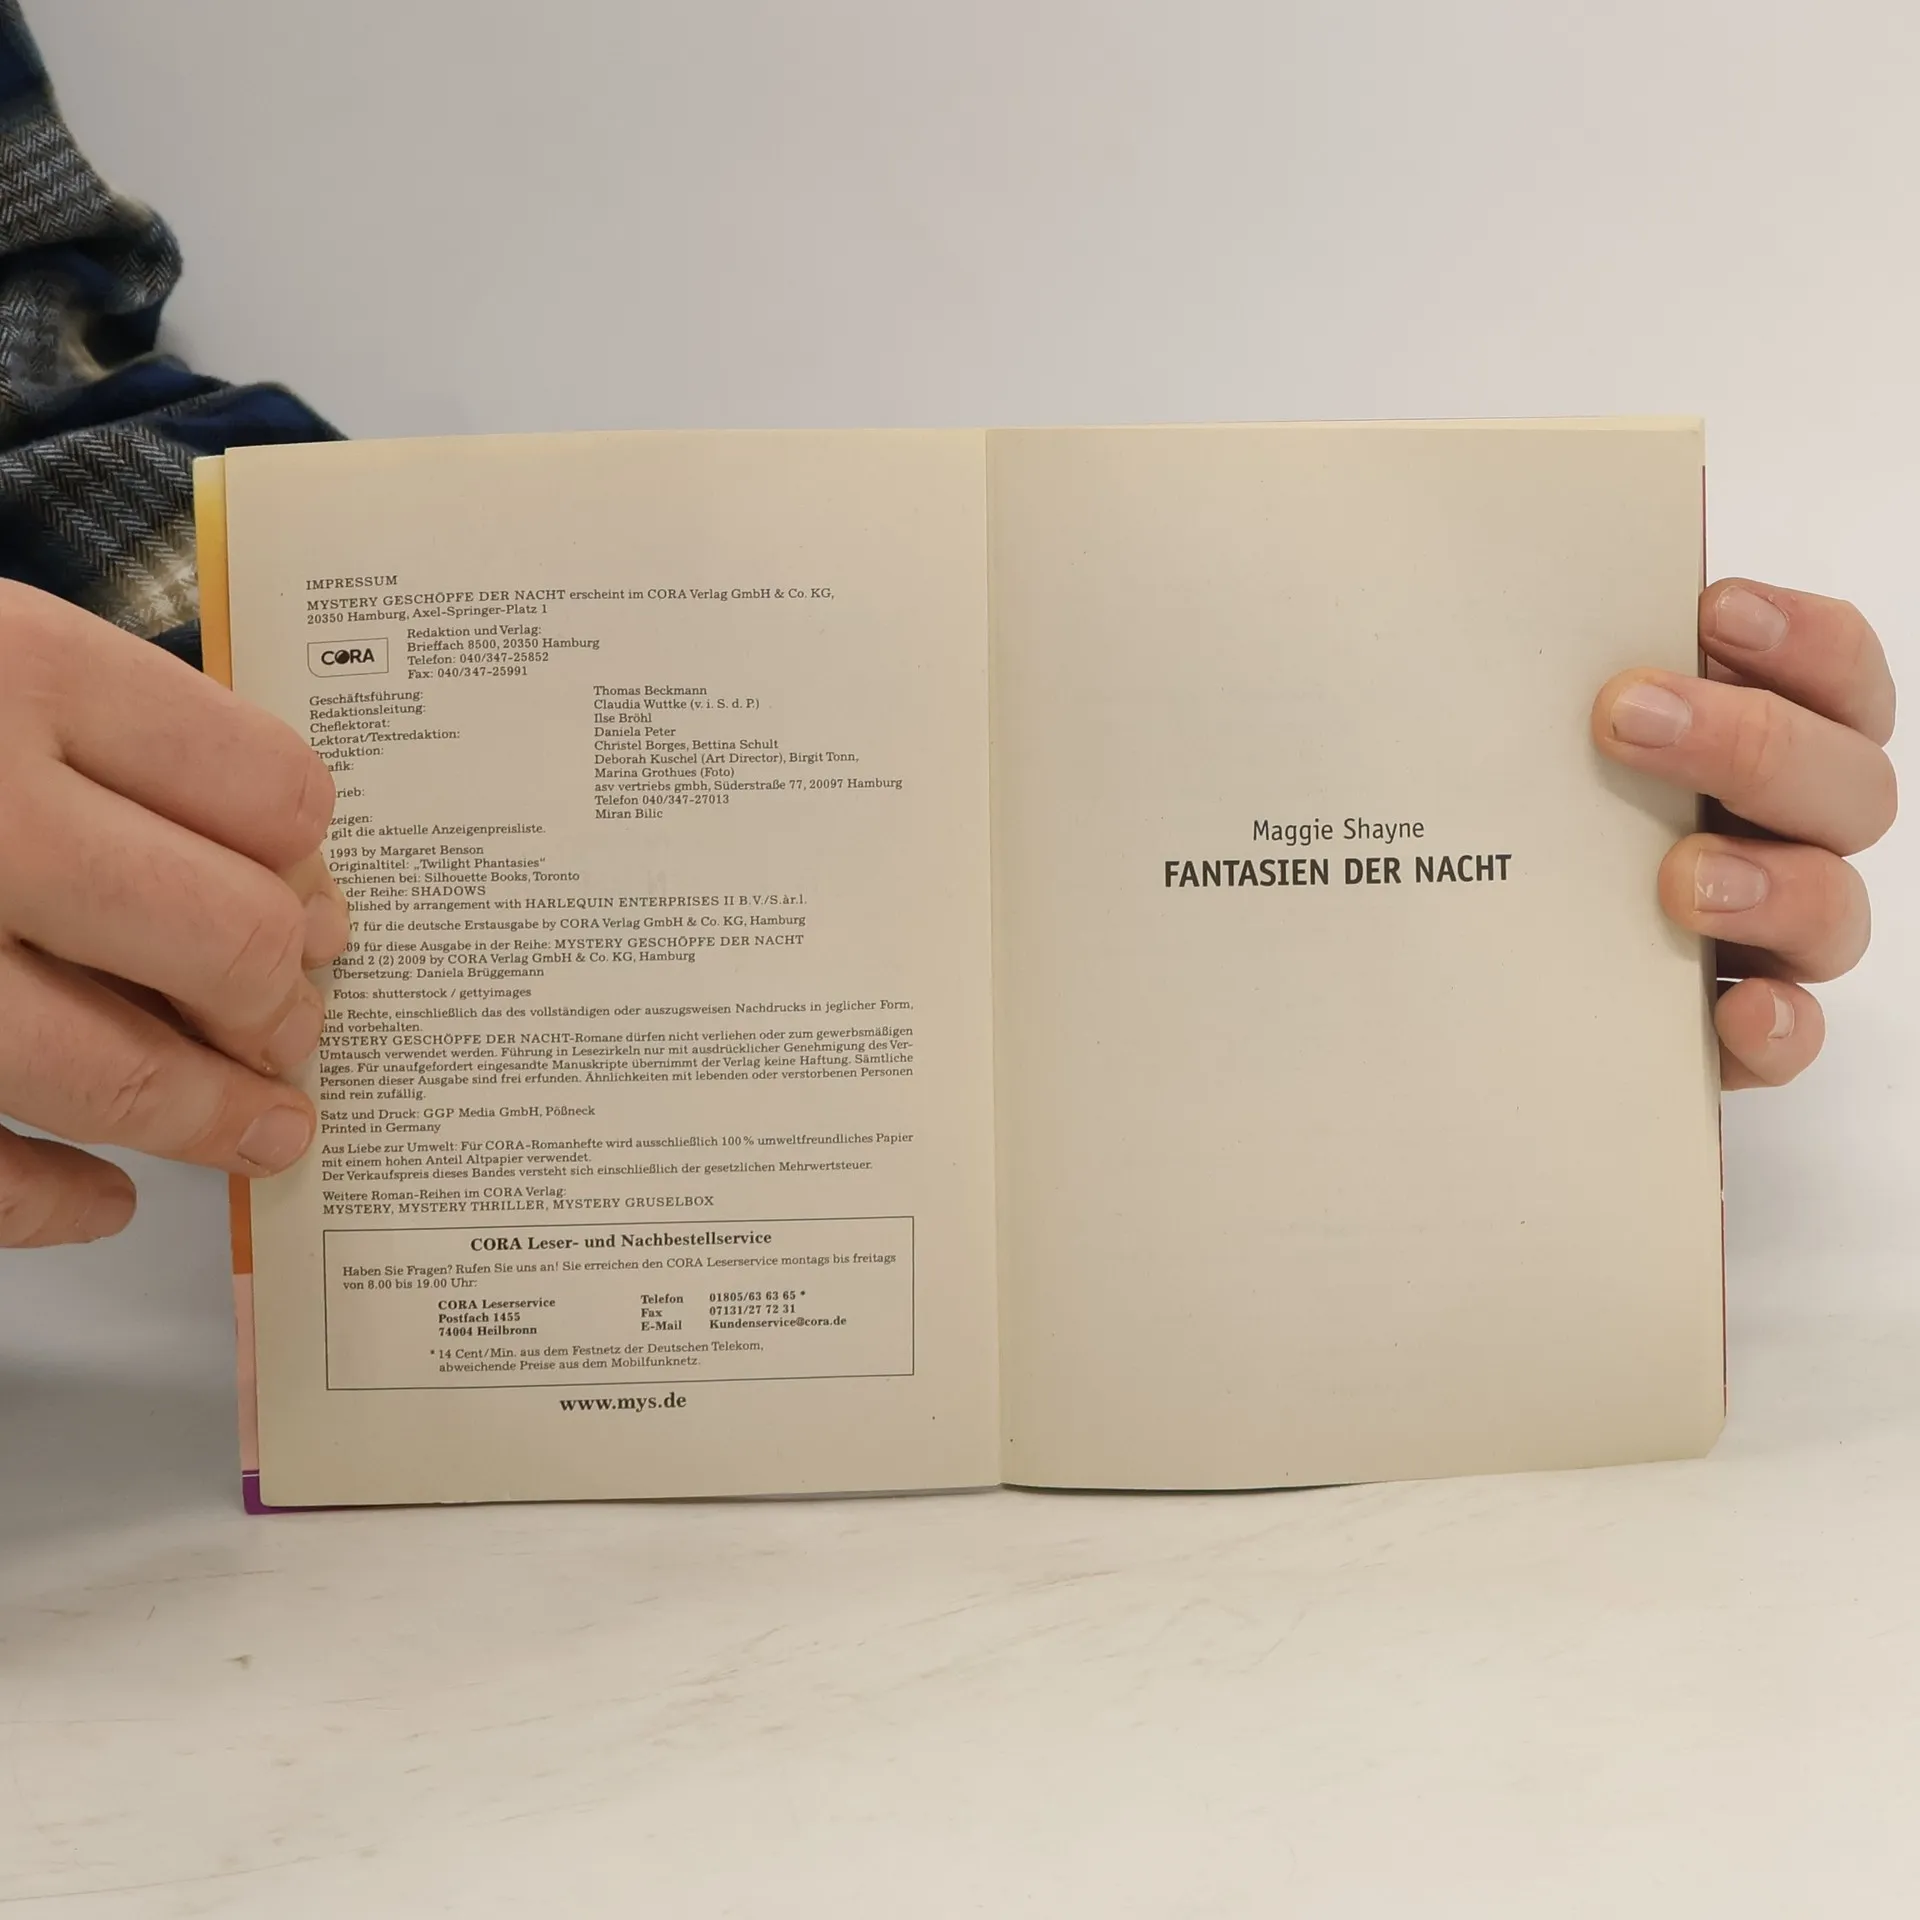 IMPRESSUM
MYSTERY GESCHÖPFE DER NACHT erscheint im CORA Verlag GmbH & Co. KG,
20350 Hamburg, Axel-Springer-Platz 1
CORA
Redaktion und Verlag:
Brieffach 8500, 20350 Hamburg
Telefon: 040/347-25852
Fax: 040/347-25991
Geschäftsführung: Thomas Beckmann
Redaktionsleitung: Claudia Wuttke (v. i. S. d. P.)
Cheflektorat: Ilse Bröhl
Lektorat/Textredaktion: Daniela Peter
Christel Borges, Bettina Schult
Deborah Kuschel (Art Director), Birgit Tonn,
Marina Grothues (Foto)
asv vertriebs gmbh, Süderstraße 77, 20097 Hamburg
Telefon 040/347-27013
Miran Bilic
gilt die aktuelle Anzeigenpreisliste.
1993 by Margaret Benson
Originaltitel: „Twilight Phantasies“
bei: Silhouette Books, Toronto
der Reihe: SHADOWS
by arrangement with HARLEQUIN ENTERPRISES II B.V./S.àr.l.
für die deutsche Erstausgabe by CORA Verlag GmbH & Co. KG, Hamburg
für diese Ausgabe in der Reihe: MYSTERY GESCHÖPFE DER NACHT
Band 2 (2) 2009 by CORA Verlag GmbH & Co. KG, Hamburg
Übersetzung: Daniela Brüggemann
Fotos: shutterstock / gettyimages
Rechte, einschließlich das des vollständigen oder auszugsweisen Nachdrucks in jeglicher Form,
vorbehalten.
MYSTERY GESCHÖPFE DER NACHT-Romane dürfen nicht verliehen oder zum gewerbsmäßigen
Umtausch verwendet werden. Führung in Lesezirkeln nur mit ausdrücklicher Genehmigung des Ver-
lages. Für unaufgefordert eingesandte Manuskripte übernimmt der Verlag keine Haftung. Sämtliche
Personen dieser Ausgabe sind frei erfunden. Ähnlichkeiten mit lebenden oder verstorbenen Personen
sind rein zufällig.
Satz und Druck: GGP Media GmbH, Pößneck
Printed in Germany
Aus Liebe zur Umwelt: Für CORA-Romanhefte wird ausschließlich 100% umweltfreundliches Papier
mit einem hohen Anteil Altpapier verwendet.
Der Verkaufspreis dieses Bandes versteht sich einschließlich der gesetzlichen Mehrwertsteuer.
Weitere Roman-Reihen im CORA Verlag:
MYSTERY, MYSTERY THRILLER, MYSTERY GRUSELBOX
CORA Leser- und Nachbestellservice
Haben Sie Fragen? Rufen Sie uns an! Sie erreichen den CORA Leserservice montags bis freitags
von 8.00 bis 19.00 Uhr:
CORA Leserservice Telefon 01805/63 63 65 *
Postfach 1455 Fax 07131/27 72 31
74004 Heilbronn E-Mail Kundenservice@cora.de
* 14 Cent/Min. aus dem Festnetz der Deutschen Telekom,
abweichende Preise aus dem Mobilfunknetz.
www.mys.de
Maggie Shayne
FANTASIEN DER NACHT